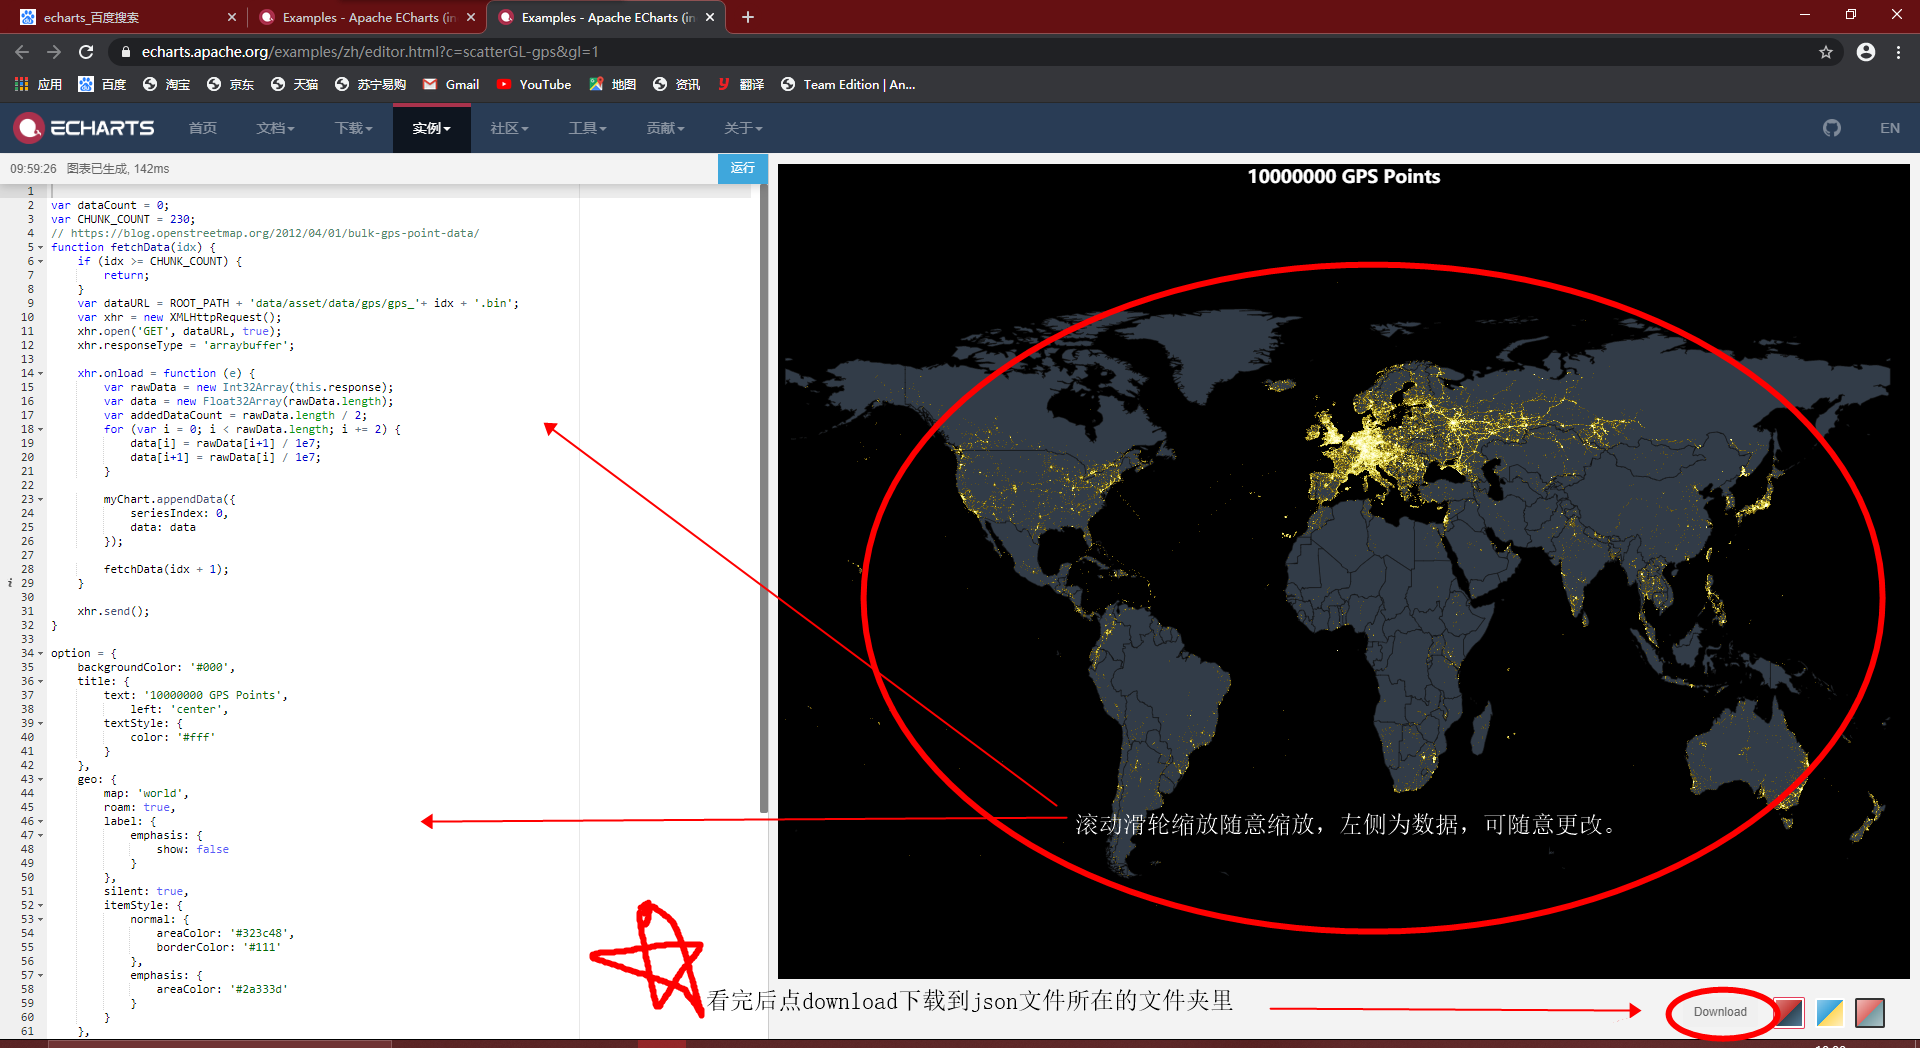 echarts_百度搜索
Examples - Apache ECharts (in
Examples - Apache ECharts (in
echarts.apache.org/examples/zh/editor.html?c=scatterGL-gps&gl=1
应用 百度 淘宝 京东 天猫 苏宁易购 Gmail YouTube 地图 资讯 翻译 Team Edition | An...
ECHARTS 首页 文档 下载 实例 社区 工具 贡献 关于 EN
09:59:26 图表已生成, 142ms 运行
1
2 var dataCount = 0;
3 var CHUNK_COUNT = 230;
4 // https://blog.openstreetmap.org/2012/04/01/bulk-gps-point-data/
5 function fetchData(idx) {
6 if (idx >= CHUNK_COUNT) {
7 return;
8 }
9 var dataURL = ROOT_PATH + 'data/asset/data/gps/gps_'+ idx + '.bin';
10 var xhr = new XMLHttpRequest();
11 xhr.open('GET', dataURL, true);
12 xhr.responseType = 'arraybuffer';
13
14 xhr.onload = function (e) {
15 var rawData = new Int32Array(this.response);
16 var data = new Float32Array(rawData.length);
17 var addedDataCount = rawData.length / 2;
18 for (var i = 0; i < rawData.length; i += 2) {
19 data[i] = rawData[i+1] / 1e7;
20 data[i+1] = rawData[i] / 1e7;
21 }
22
23 myChart.appendData({
24 seriesIndex: 0,
25 data: data
26 });
27
28 fetchData(idx + 1);
i 29 }
30
31 xhr.send();
32 }
33
34 option = {
35 backgroundColor: '#000',
36 title: {
37 text: '10000000 GPS Points',
38 left: 'center',
39 textStyle: {
40 color: '#fff'
41 }
42 },
43 geo: {
44 map: 'world',
45 roam: true,
46 label: {
47 emphasis: {
48 show: false
49 }
50 },
51 silent: true,
52 itemStyle: {
53 normal: {
54 areaColor: '#323c48',
55 borderColor: '#111'
56 },
57 emphasis: {
58 areaColor: '#2a333d'
59 }
60 }
61 },
10000000 GPS Points
滚动滑轮缩放随意缩放，左侧为数据，可随意更改。
看完后点download下载到json文件所在的文件夹里
Download